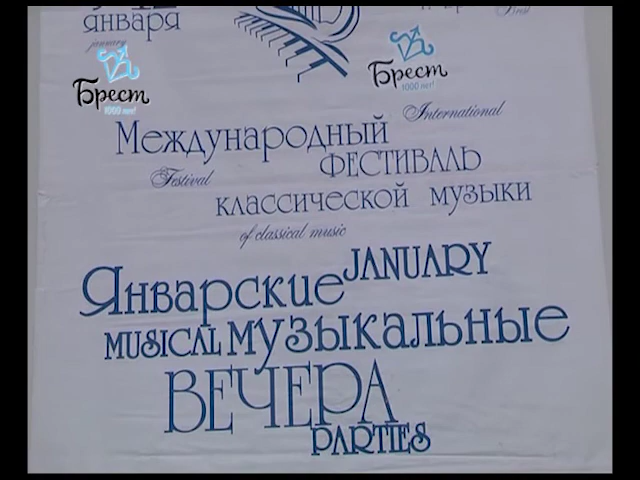 января
january
Брест
1000 лет!
Брест
1000 лет!
International
Международный
ФЕСТИВАЛЬ
Festival
классической музыки
of classical music
Январские JANUARY
MUSICAL музыкальные
ВЕЧЕРА
PARTIES